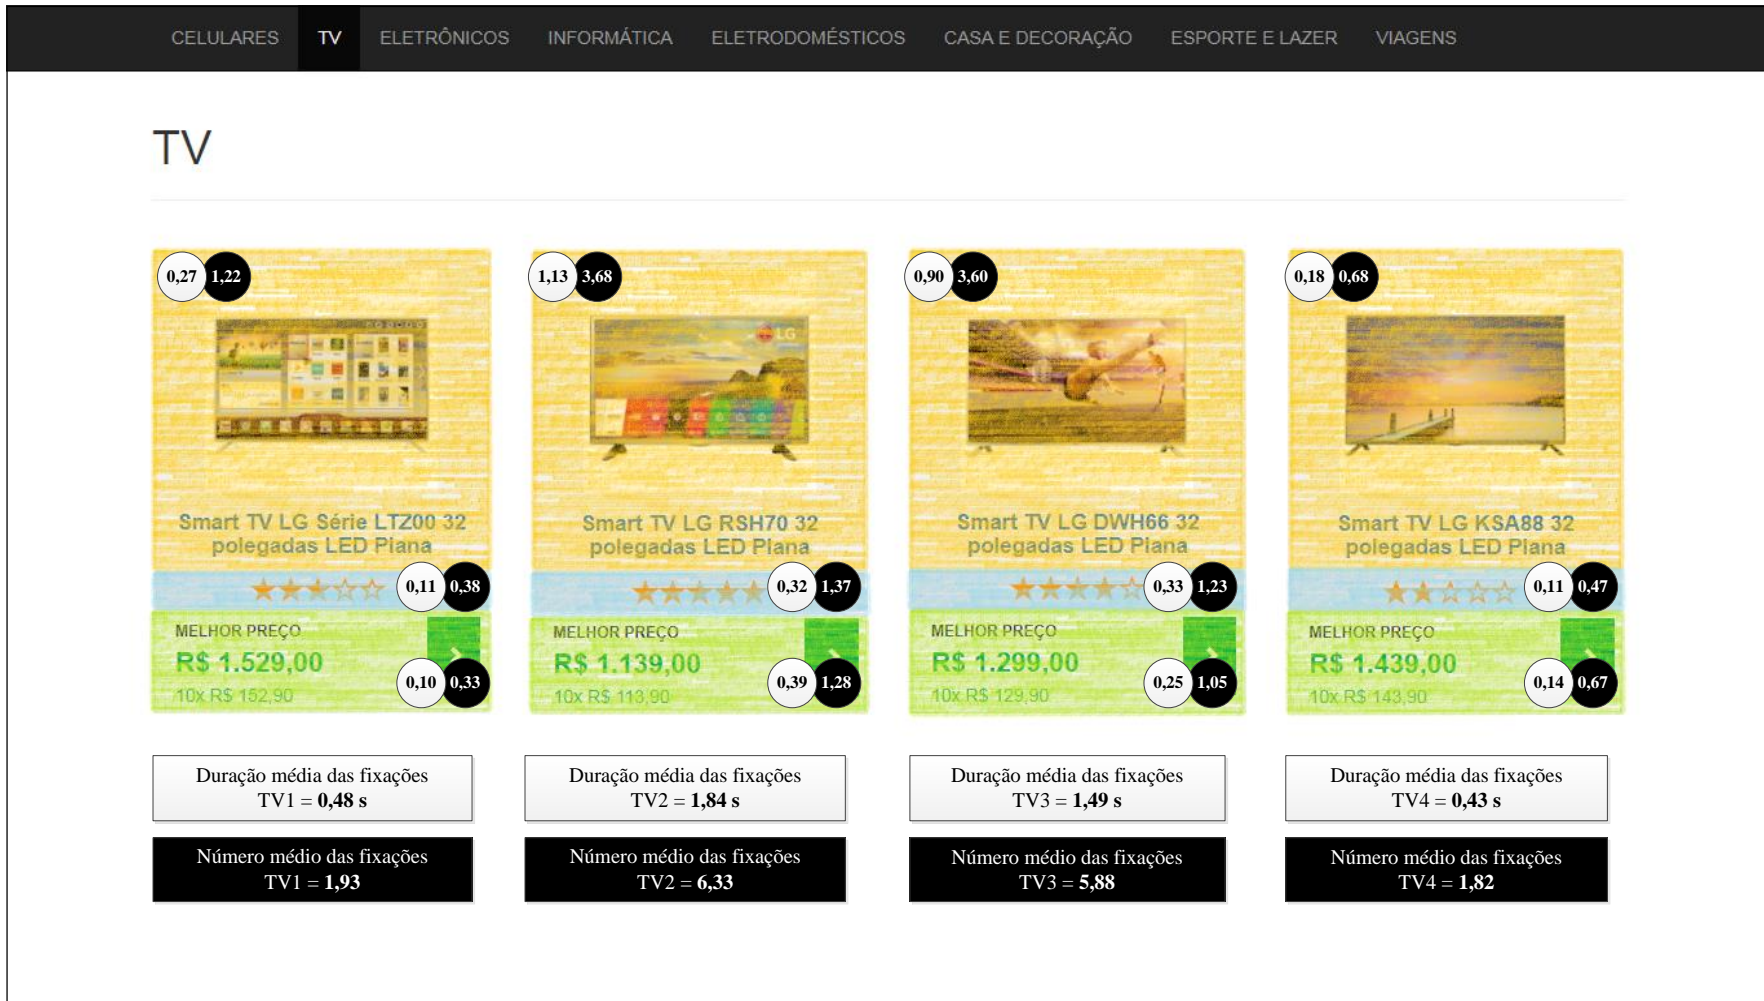 CELULARES TV ELETRÔNICOS INFORMÁTICA ELETRODOMÉSTICOS CASA E DECORAÇÃO ESPORTE E LAZER VIAGENS
TV
0,27 1,22
LG
Smart TV LG Série LTZ00 32
polegadas LED Plana
0,11 0,38
MELHOR PREÇO
R$ 1.529,00
10x R$ 152,90
0,10 0,33
Duração média das fixações
TV1 = 0,48 s
Número médio das fixações
TV1 = 1,93
1,13 3,68
Smart TV LG RSH70 32
polegadas LED Plana
0,32 1,37
MELHOR PREÇO
R$ 1.139,00
10x R$ 113,90
0,39 1,28
Duração média das fixações
TV2 = 1,84 s
Número médio das fixações
TV2 = 6,33
0,90 3,60
Smart TV LG DWH66 32
polegadas LED Plana
0,33 1,23
MELHOR PREÇO
R$ 1.299,00
10x R$ 129,90
0,25 1,05
Duração média das fixações
TV3 = 1,49 s
Número médio das fixações
TV3 = 5,88
0,18 0,68
Smart TV LG KSA88 32
polegadas LED Plana
0,11 0,47
MELHOR PREÇO
R$ 1.439,00
10x R$ 143,90
0,14 0,67
Duração média das fixações
TV4 = 0,43 s
Número médio das fixações
TV4 = 1,82